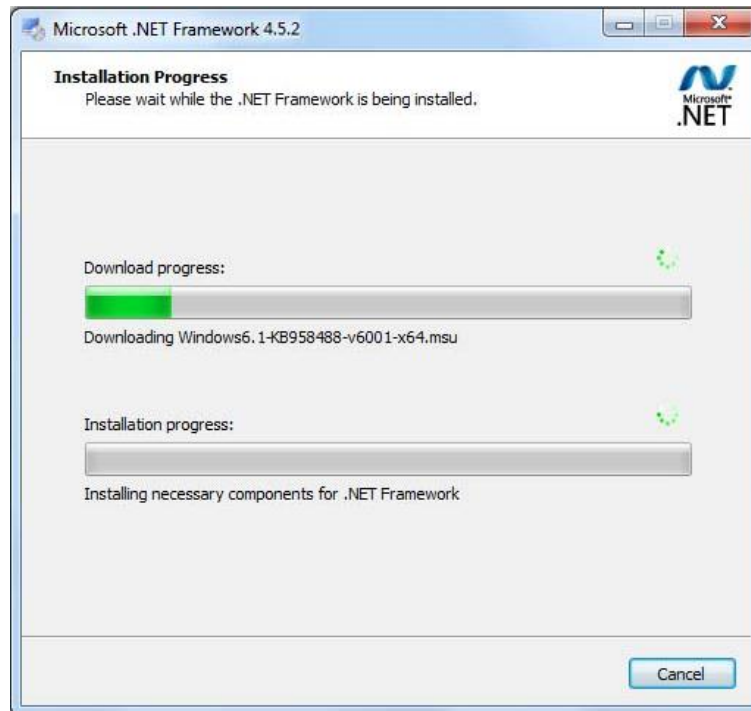 Microsoft .NET Framework 4.5.2
Installation Progress
Please wait while the .NET Framework is being installed.
Microsoft®
.NET
Download progress:
Downloading Windows6.1-KB958488-v6001-x64.msu
Installation progress:
Installing necessary components for .NET Framework
Cancel